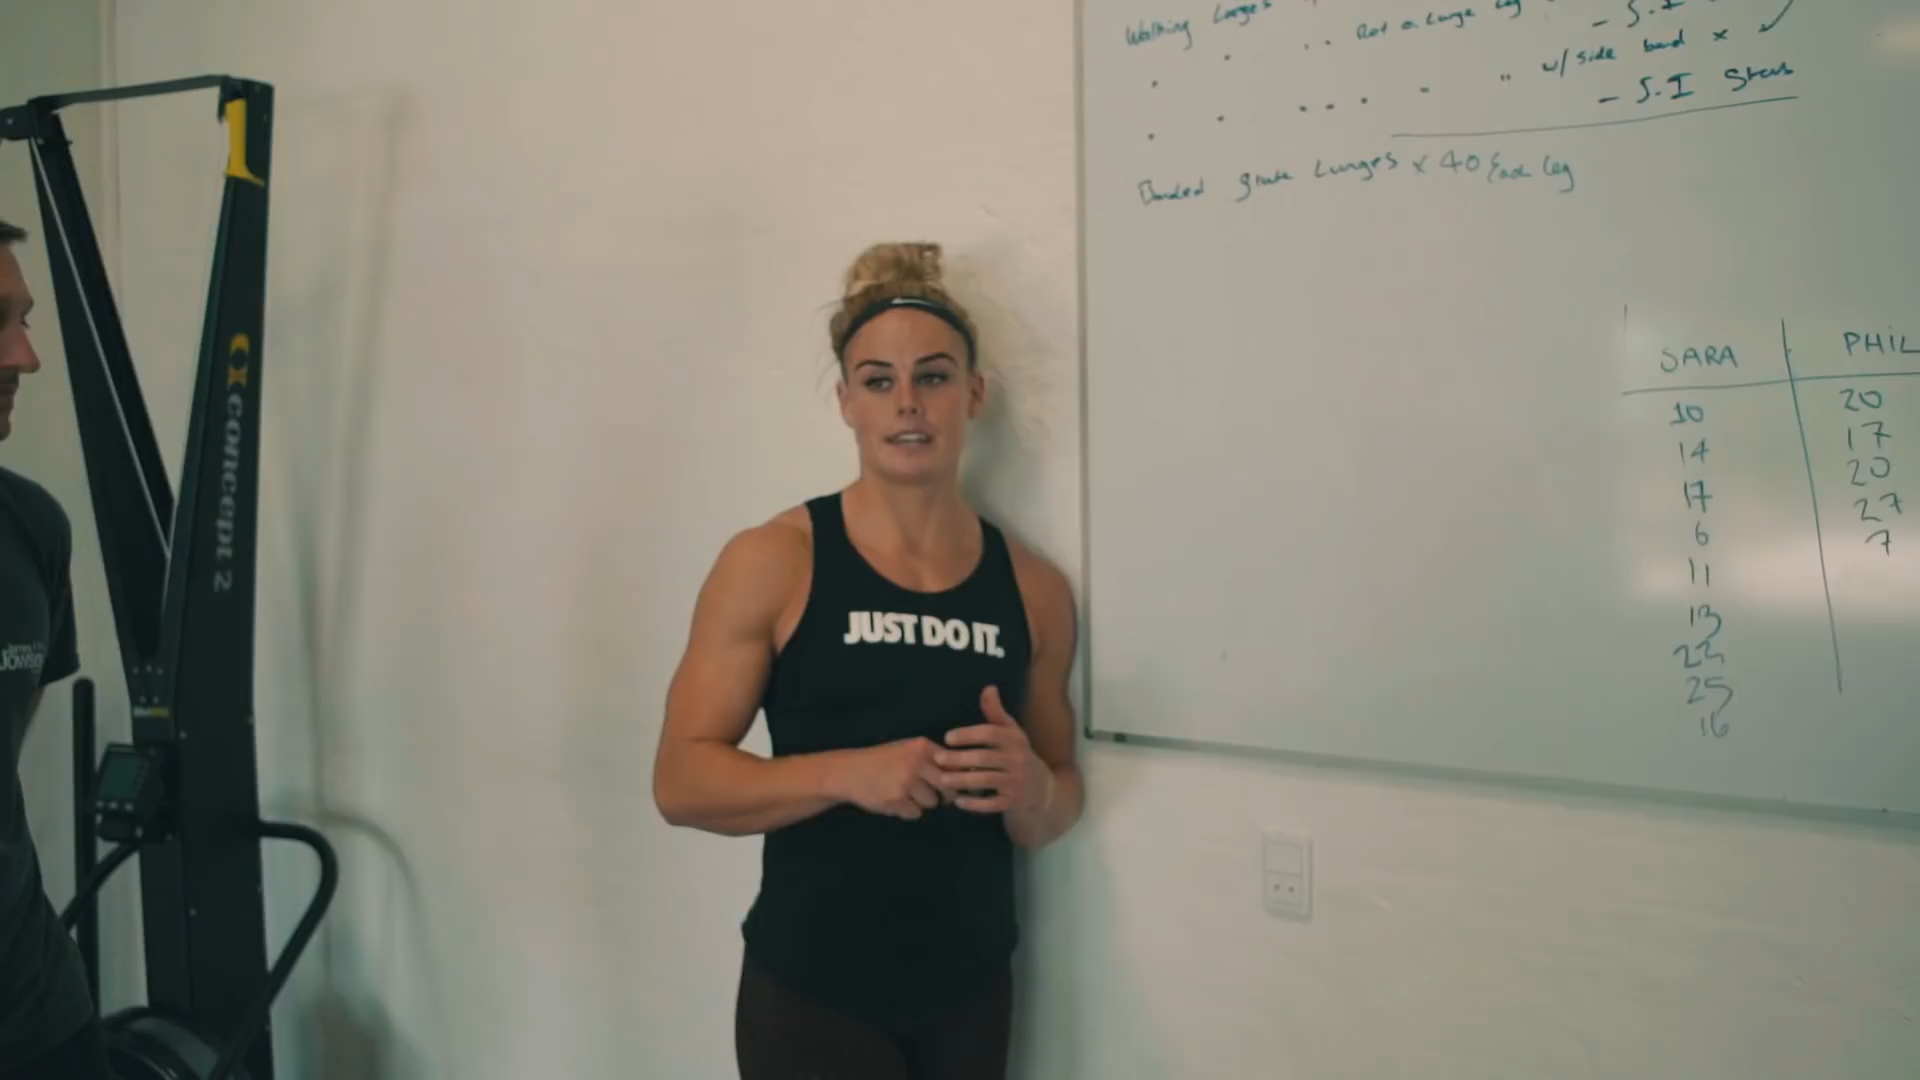 Walking Lunges
- S.I
w/ side band x
- S.I
Banded glute Lunges x 40 Each leg
concept 2
JUST DO IT.
SARA
PHIL
10
14
17
6
11
13
22
25
16
20
17
20
27
7